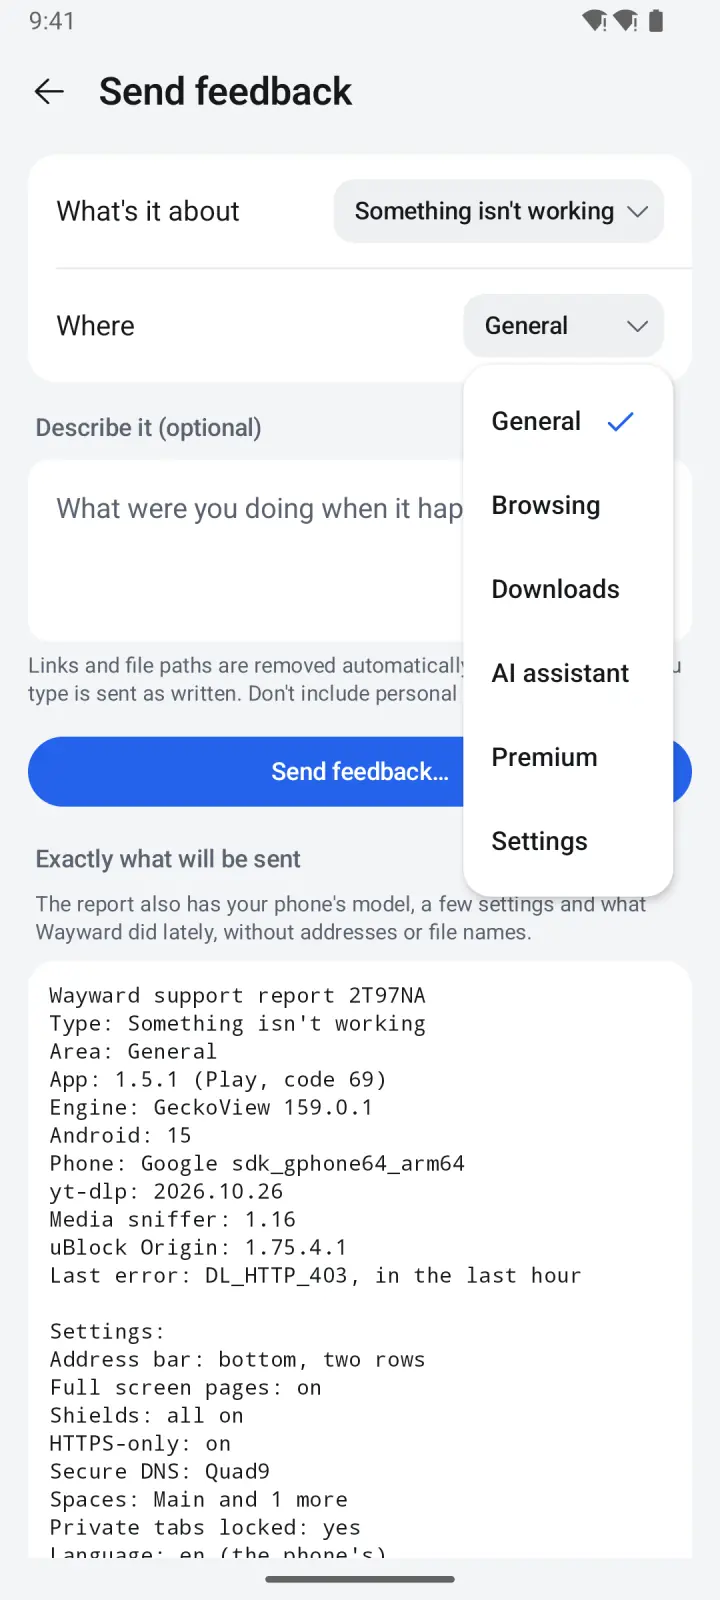 9:41
Send feedback
What's it about
Something isn't working
Where
General
General
Browsing
Downloads
AI assistant
Premium
Settings
Describe it (optional)
What were you doing when it hap
Links and file paths are removed automatically
type is sent as written. Don't include personal
Send feedback...
Exactly what will be sent
The report also has your phone's model, a few settings and what
Wayward did lately, without addresses or file names.
Wayward support report 2T97NA
Type: Something isn't working
Area: General
App: 1.5.1 (Play, code 69)
Engine: GeckoView 159.0.1
Android: 15
Phone: Google sdk_gphone64_arm64
yt-dlp: 2026.10.26
Media sniffer: 1.16
uBlock Origin: 1.75.4.1
Last error: DL_HTTP_403, in the last hour
Settings:
Address bar: bottom, two rows
Full screen pages: on
Shields: all on
HTTPS-only: on
Secure DNS: Quad9
Spaces: Main and 1 more
Private tabs locked: yes
Language: en (the phone's)